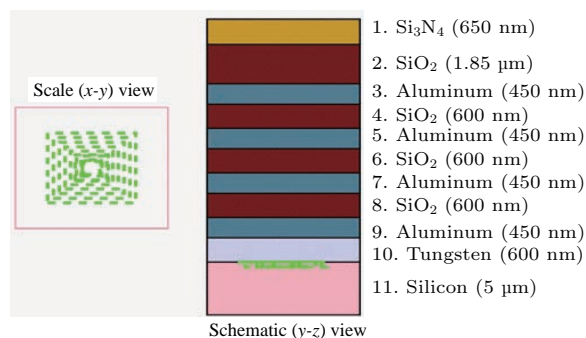 Scale (x-y) view
1. Si₃N₄ (650 nm)
2. SiO₂ (1.85 μm)
3. Aluminum (450 nm)
4. SiO₂ (600 nm)
5. Aluminum (450 nm)
6. SiO₂ (600 nm)
7. Aluminum (450 nm)
8. SiO₂ (600 nm)
9. Aluminum (450 nm)
10. Tungsten (600 nm)
11. Silicon (5 μm)
Schematic (y-z) view